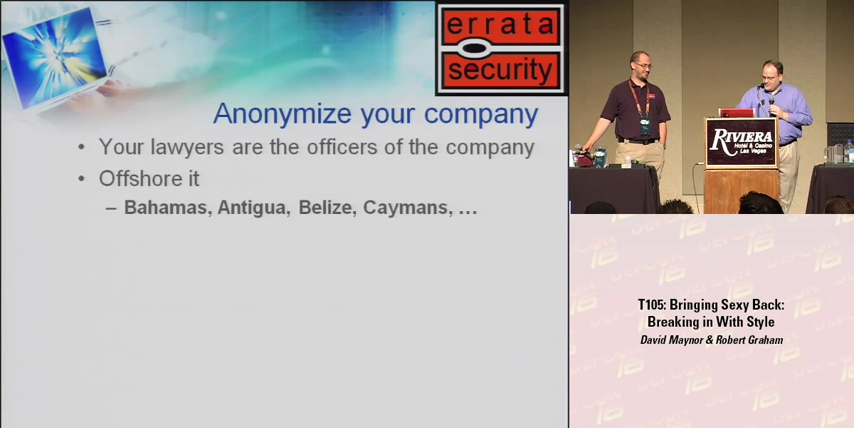 errata
security
Anonymize your company
• Your lawyers are the officers of the company
• Offshore it
– Bahamas, Antigua, Belize, Caymans, …
RIVIERA
Hotel & Casino
Las Vegas
T105: Bringing Sexy Back:
Breaking in With Style
David Maynor & Robert Graham